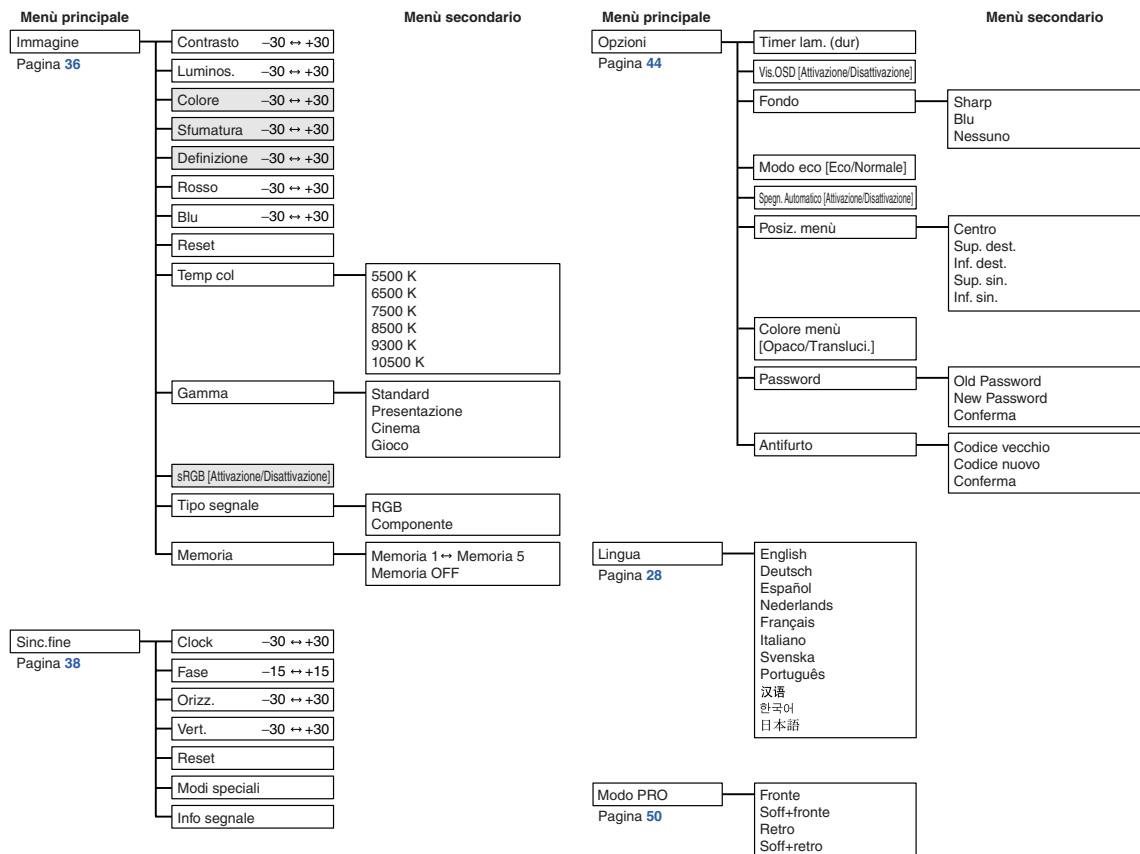 Menù principale
Menù secondario
Immagine
Pagina 36
Contrasto –30 ↔ +30
Luminos. –30 ↔ +30
Colore –30 ↔ +30
Sfumatura –30 ↔ +30
Definizione –30 ↔ +30
Rosso –30 ↔ +30
Blu –30 ↔ +30
Reset
Temp col
5500 K
6500 K
7500 K
8500 K
9300 K
10500 K
Gamma
Standard
Presentazione
Cinema
Gioco
sRGB [Attivazione/Disattivazione]
Tipo segnale
RGB
Componente
Memoria
Memoria 1 ↔ Memoria 5
Memoria OFF
Sinc.fine
Pagina 38
Clock –30 ↔ +30
Fase –15 ↔ +15
Orizz. –30 ↔ +30
Vert. –30 ↔ +30
Reset
Modi speciali
Info segnale
Menù principale
Menù secondario
Opzioni
Pagina 44
Timer lam. (dur)
Vis.OSD [Attivazione/Disattivazione]
Fondo
Sharp
Blu
Nessuno
Modo eco [Eco/Normale]
Spegn. Automatico [Attivazione/Disattivazione]
Posiz. menù
Centro
Sup. dest.
Inf. dest.
Sup. sin.
Inf. sin.
Colore menù
[Opaco/Transluci.]
Password
Old Password
New Password
Conferma
Antifurto
Codice vecchio
Codice nuovo
Conferma
Lingua
Pagina 28
English
Deutsch
Español
Nederlands
Français
Italiano
Svenska
Português
汉语
한국어
日本語
Modo PRO
Pagina 50
Fronte
Soff+fronte
Retro
Soff+retro